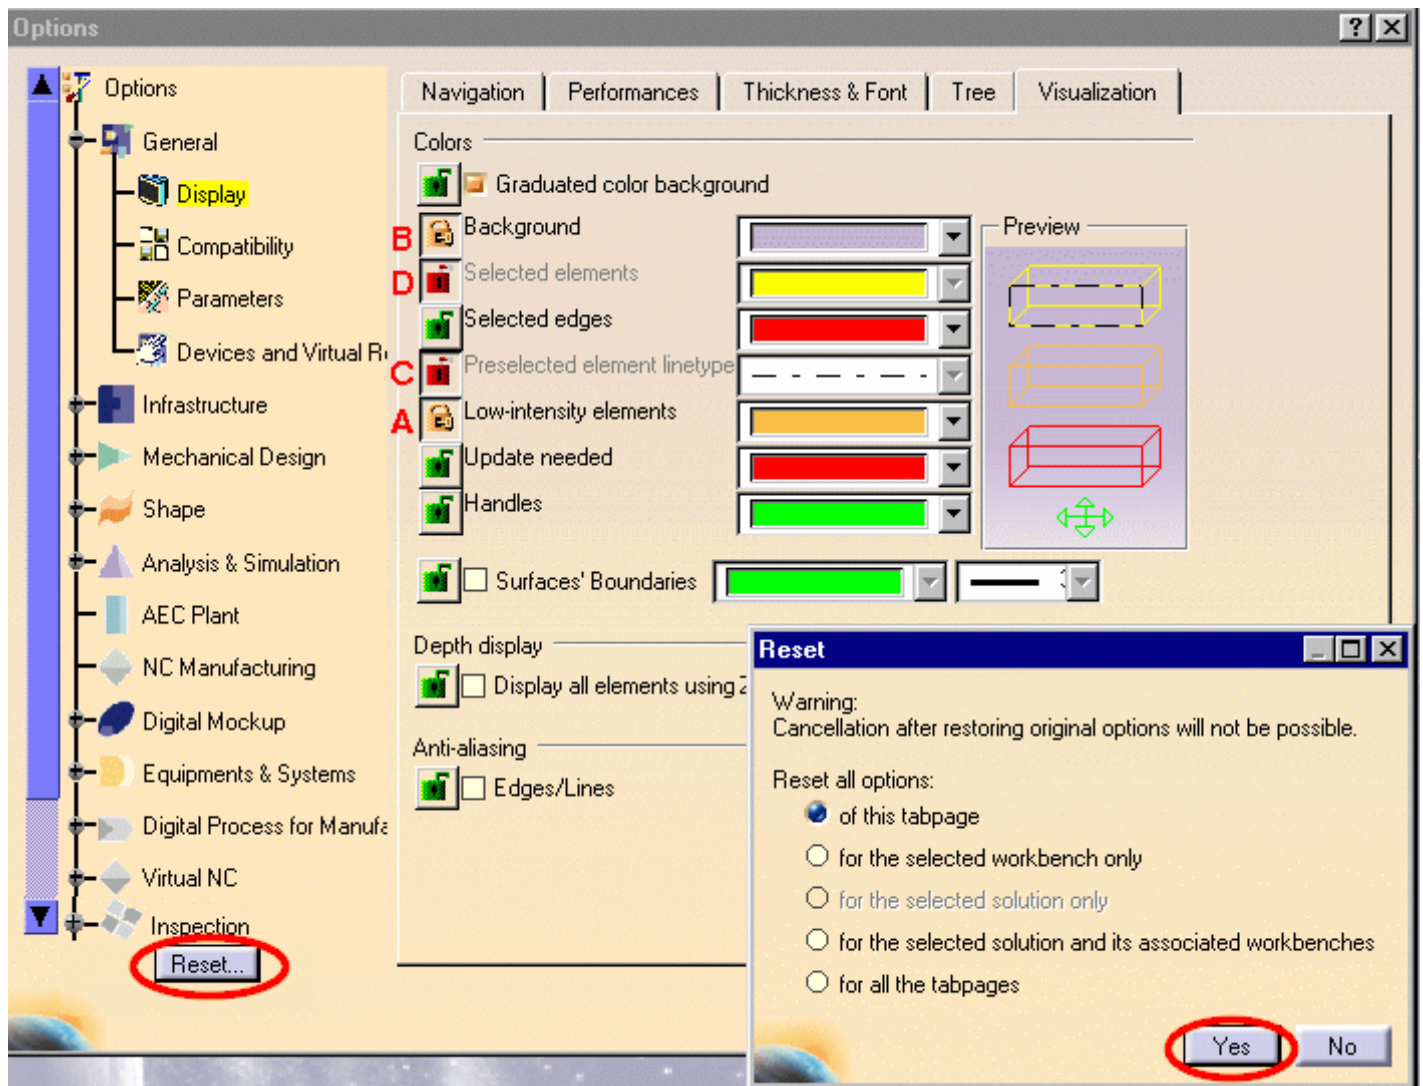 Options
?
Options
General
Display
Compatibility
Parameters
Devices and Virtual
Infrastructure
Mechanical Design
Shape
Analysis & Simulation
AEC Plant
NC Manufacturing
Digital Mockup
Equipments & Systems
Digital Process for
Virtual NC
Inspection
Reset...
Navigation
Performances
Thickness & Font
Tree
Visualization
Colors
Graduated color background
B Background
D Selected elements
Selected edges
C Preselected element linetype
A Low-intensity elements
Update needed
Handles
Preview
Surfaces' Boundaries
Depth display
Display all elements using
Anti-aliasing
Edges/Lines
Reset
Warning:
Cancellation after restoring original options will not be possible.
Reset all options:
of this tabpage
for the selected workbench only
for the selected solution only
for the selected solution and its associated workbenches
for all the tabpages
Yes No